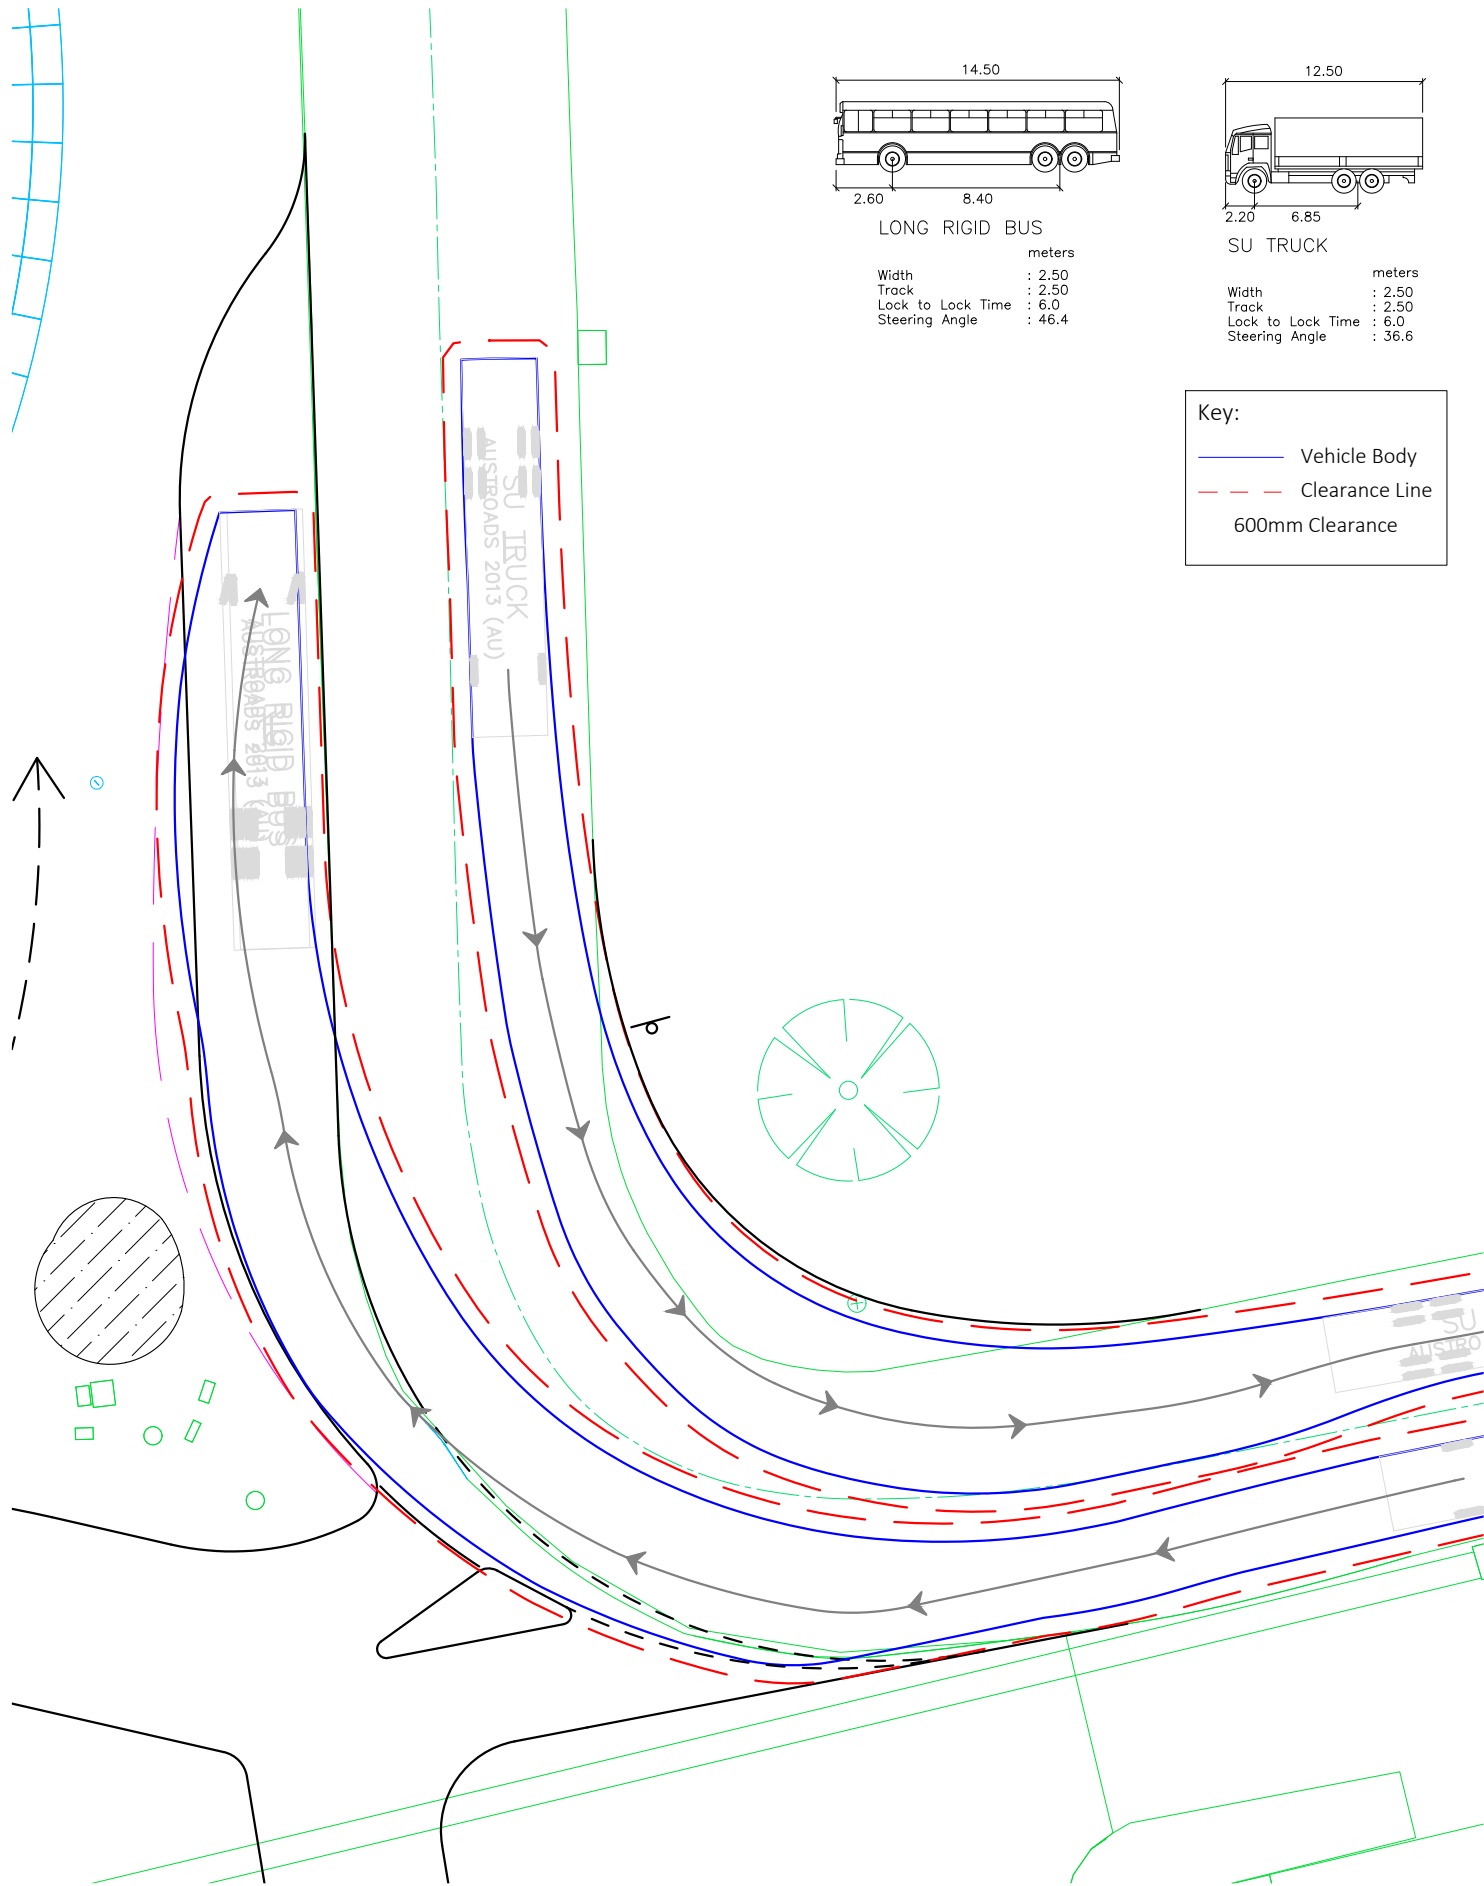 14.50
2.60
8.40
LONG RIGID BUS
meters
Width : 2.50
Track : 2.50
Lock to Lock Time : 6.0
Steering Angle : 46.4
12.50
2.20
6.85
SU TRUCK
meters
Width : 2.50
Track : 2.50
Lock to Lock Time : 6.0
Steering Angle : 36.6
Key:
Vehicle Body
Clearance Line
600mm Clearance
SU TRUCK
AUSTROADS 2013 (AU)
LONG RIGID BUS
AUSTROADS 2013 (AU)
SU
AUSTRO